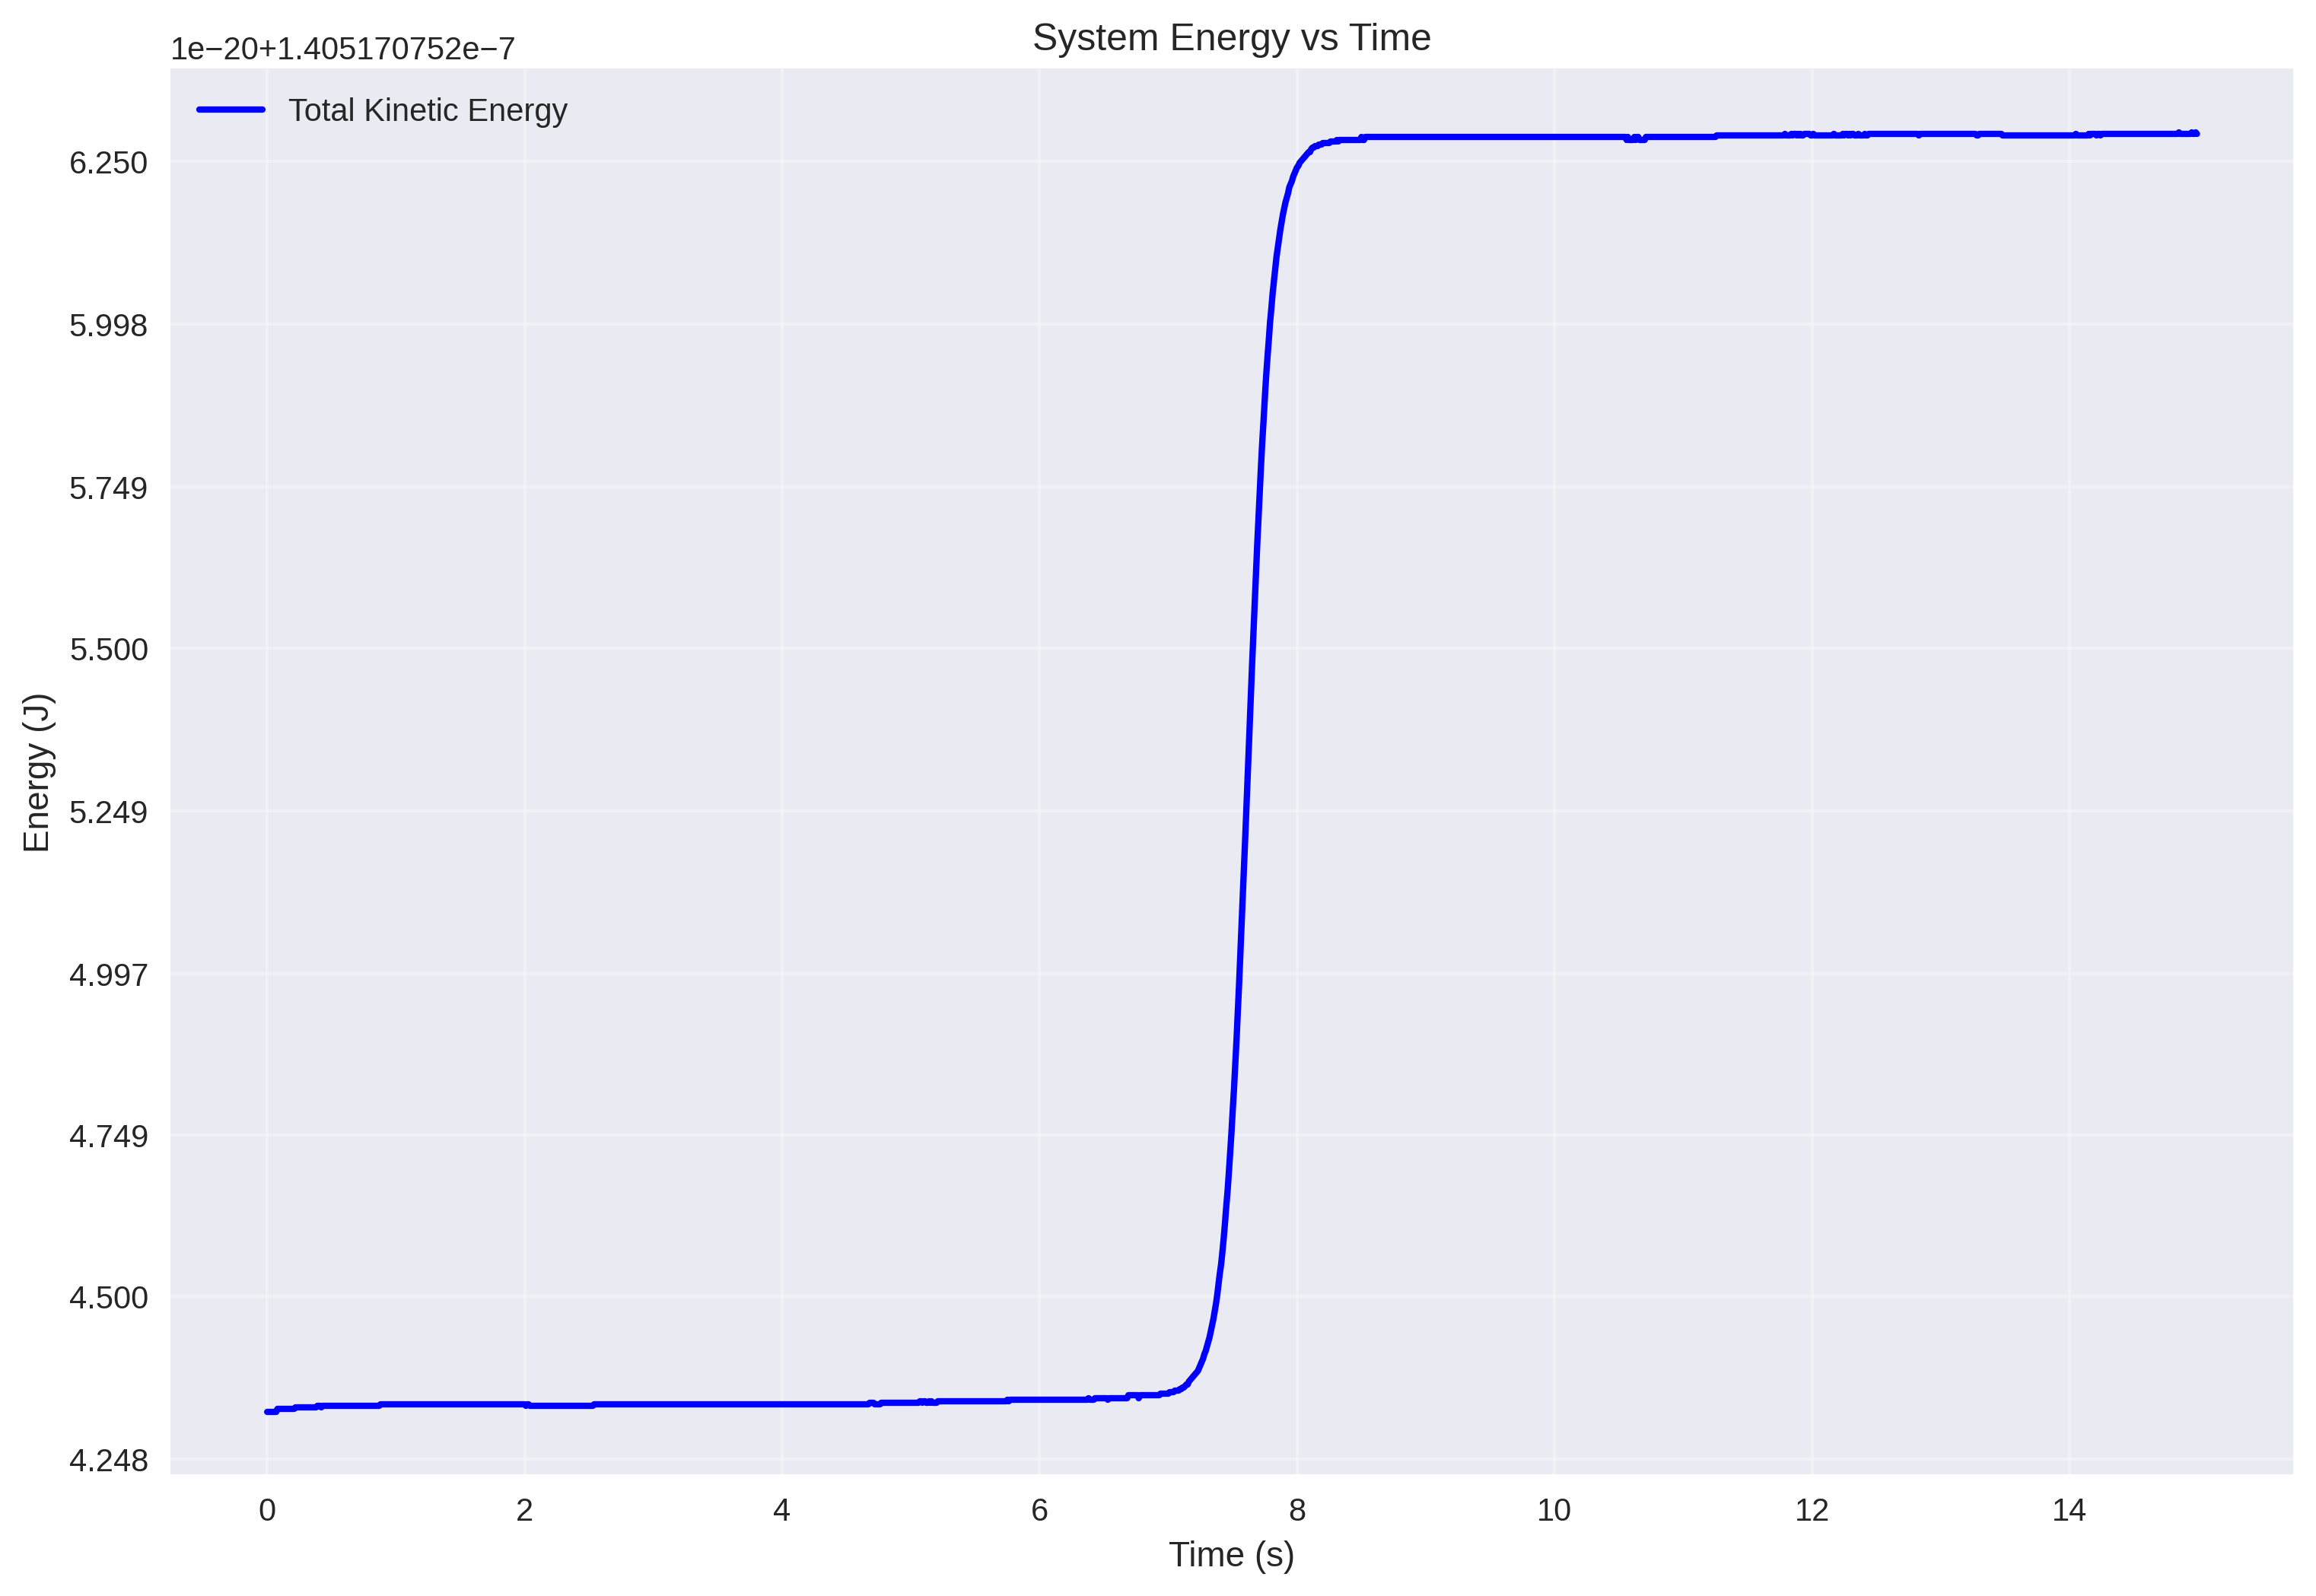 System Energy vs Time
1e−20+1.405170752e−7
Total Kinetic Energy
6.250
5.998
5.749
5.500
5.249
4.997
4.749
4.500
4.248
Energy (J)
0 2 4 6 8 10 12 14
Time (s)